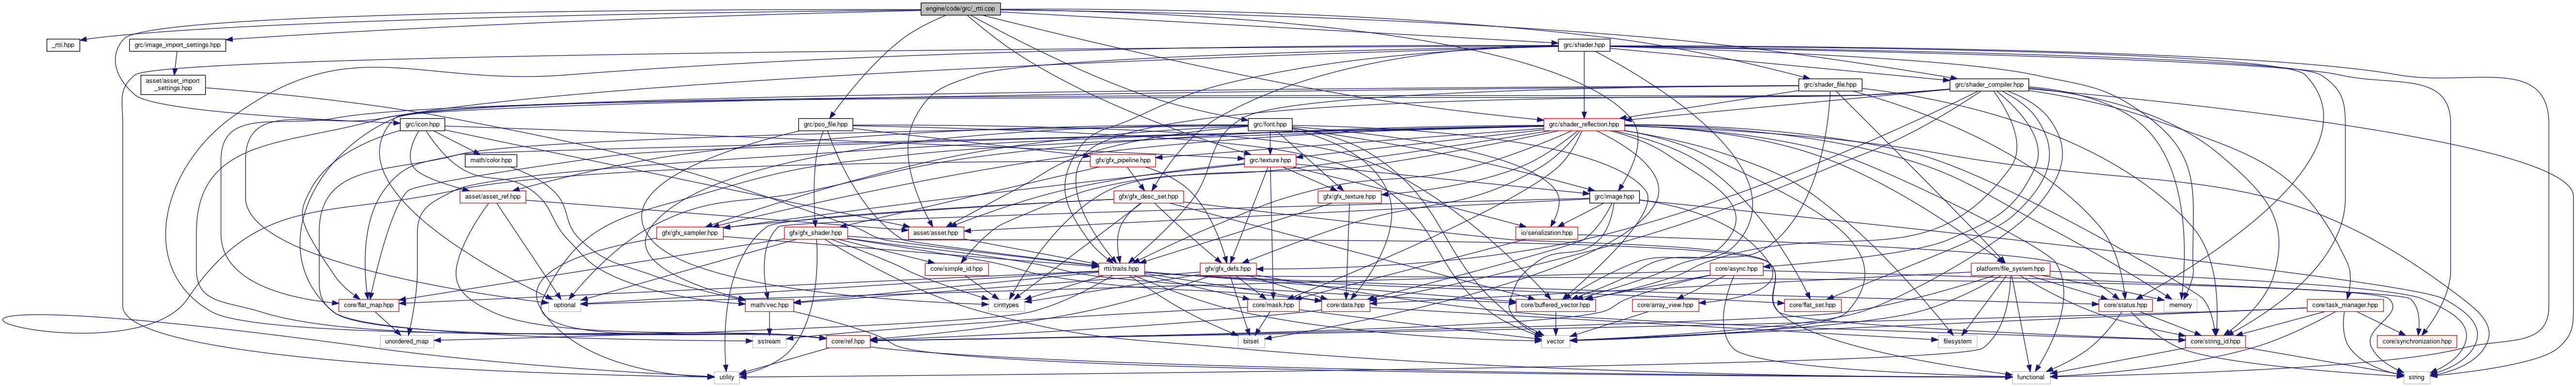 engine/code/grc/_rtti.cpp
_rtti.hpp
grc/image_import_settings.hpp
grc/shader.hpp
asset/asset_import
_settings.hpp
grc/shader_file.hpp
grc/shader_compiler.hpp
grc/icon.hpp
grc/pso_file.hpp
grc/font.hpp
grc/shader_reflection.hpp
math/color.hpp
gfx/gfx_pipeline.hpp
grc/texture.hpp
asset/asset_ref.hpp
gfx/gfx_desc_set.hpp
gfx/gfx_texture.hpp
grc/image.hpp
gfx/gfx_sampler.hpp
gfx/gfx_shader.hpp
asset/asset.hpp
io/serialization.hpp
core/simple_id.hpp
rtti/traits.hpp
gfx/gfx_defs.hpp
core/async.hpp
platform/file_system.hpp
core/flat_map.hpp
optional
math/vec.hpp
cinttypes
core/mask.hpp
core/data.hpp
core/buffered_vector.hpp
core/array_view.hpp
core/flat_set.hpp
core/status.hpp
memory
core/task_manager.hpp
unordered_map
sstream
core/ref.hpp
bitset
vector
filesystem
core/string_id.hpp
core/synchronization.hpp
utility
functional
string